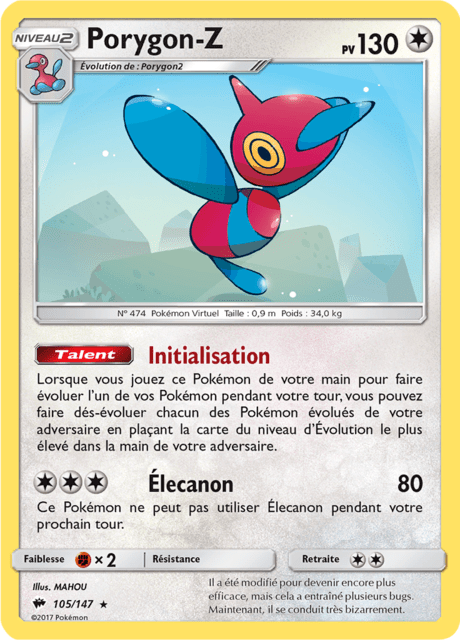 NIVEAU2
Porygon-Z
PV 130
Évolution de : Porygon2
N° 474 Pokémon Virtuel Taille : 0,9 m Poids : 34,0 kg
Talent Initialisation
Lorsque vous jouez ce Pokémon de votre main pour faire
évoluer l'un de vos Pokémon pendant votre tour, vous pouvez
faire dés-évoluer chacun des Pokémon évolués de votre
adversaire en plaçant la carte du niveau d'Évolution le plus
élevé dans la main de votre adversaire.
Élecanon 80
Ce Pokémon ne peut pas utiliser Élecanon pendant votre
prochain tour.
Faiblesse ×2 Résistance Retraite
Illus. MAHOU
105/147 ★
©2017 Pokémon
Il a été modifié pour devenir encore plus
efficace, mais cela a entraîné plusieurs bugs.
Maintenant, il se conduit très bizarrement.